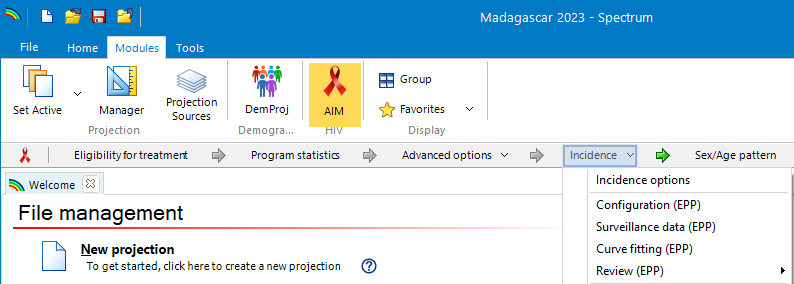 Madagascar 2023 - Spectrum
File Home Modules Tools
Set Active
Manager
Projection Sources
DemProj
AIM
Group
Favorites
Projection Demogra... HIV Display
Eligibility for treatment Program statistics Advanced options Incidence Sex/Age pattern
Welcome
Incidence options
File management
Configuration (EPP)
Surveillance data (EPP)
New projection
Curve fitting (EPP)
To get started, click here to create a new projection ?
Review (EPP)